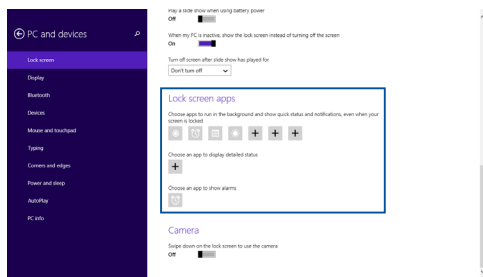 PC and devices
Lock screen
Display
Bluetooth
Devices
Mouse and touchpad
Typing
Corners and edges
Power and sleep
AutoPlay
PC info
Play a slide show when using battery power
Off
When my PC is inactive, show the lock screen instead of turning off the screen
On
Turn off screen after slide show has played for
Don't turn off
Lock screen apps
Choose apps to run in the background and show quick status and notifications, even when your
screen is locked
Choose an app to display detailed status
Choose an app to show alarms
Camera
Swipe down on the lock screen to use the camera
Off